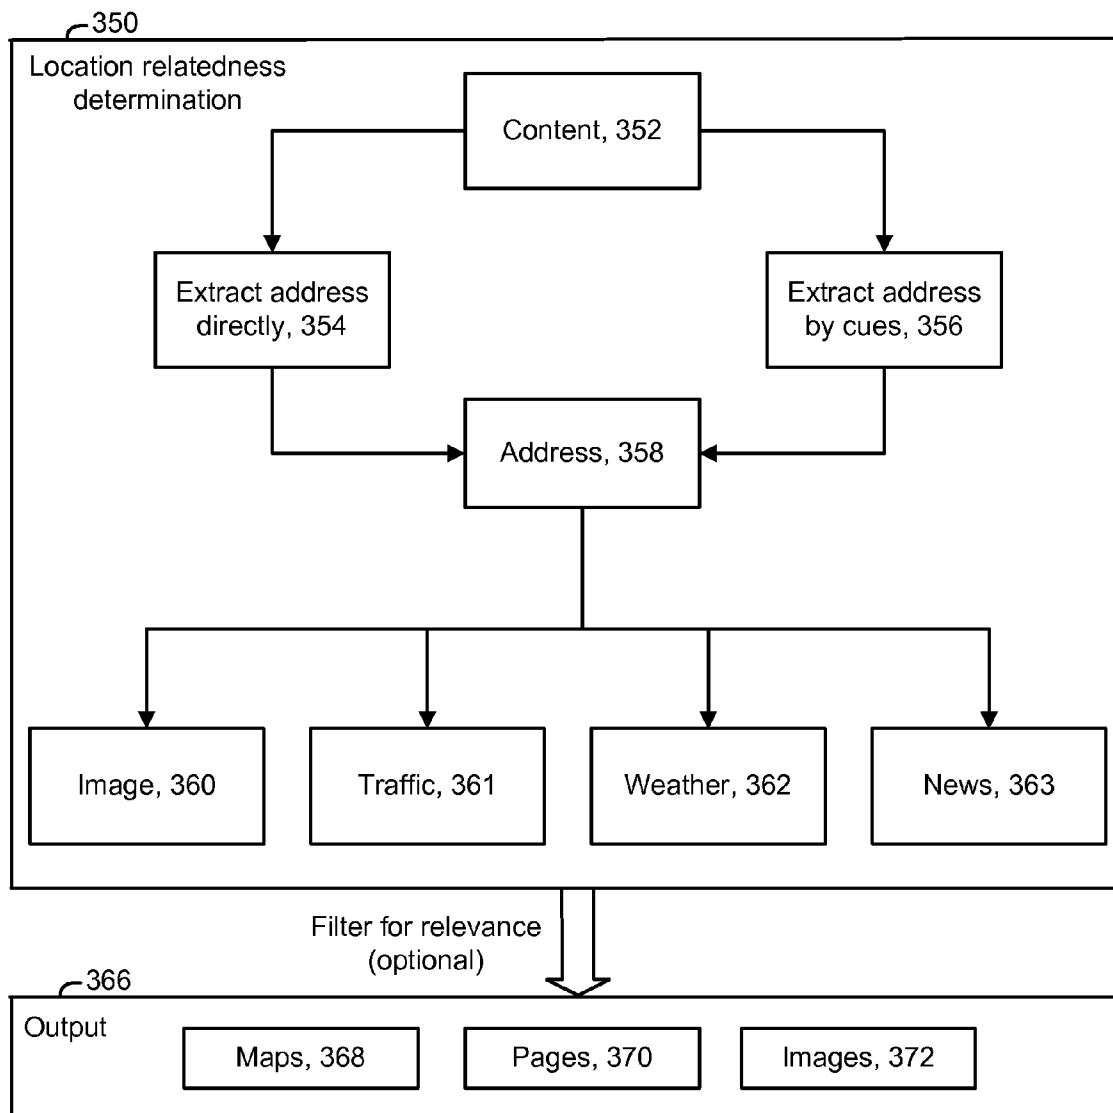 350
Location relatedness
determination
Content, 352
Extract address
directly, 354
Extract address
by cues, 356
Address, 358
Image, 360
Traffic, 361
Weather, 362
News, 363
Filter for relevance
(optional)
366
Output
Maps, 368
Pages, 370
Images, 372